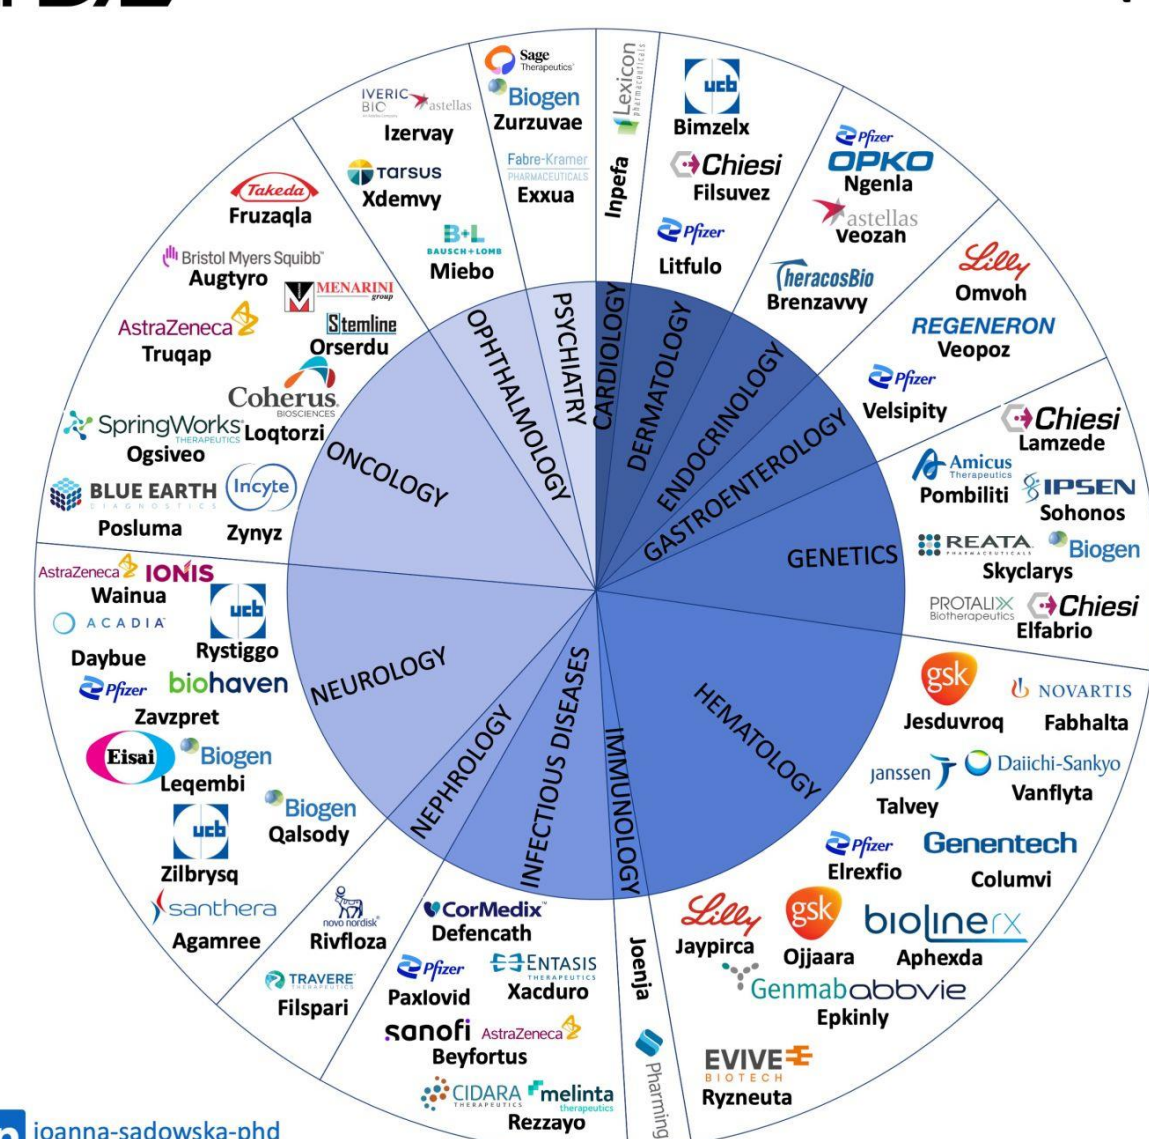 Sage
Therapeutics
Biogen
Zurzuvae
Fabre-Kramer
PHARMACEUTICALS
Exxua
Lexicon
pharmaceuticals
Inpefa
ucb
Bimzelx
Chiesi
Filsuvez
Pfizer
Litfulo
Pfizer
OPKO
Ngenla
astellas
Veozah
TheracosBio
Brenzavvy
Lilly
Omvoh
REGENERON
Veopoz
Pfizer
Velsipity
Chiesi
Lamzede
Amicus
Therapeutics
Pombiliti
IPSEN
Sohonos
REATA
PHARMACEUTICALS
Biogen
Skyclarys
PROTALIX
Biotherapeutics
Chiesi
Elfabrio
gsk
Jesduvroq
NOVARTIS
Fabhalta
janssen
Talvey
Daiichi-Sankyo
Vanflyta
Pfizer
Elrexfio
Genentech
Columvi
Lilly
Jaypirca
gsk
Ojjaara
biolinerx
Aphexda
Genmab abbvie
Epkinly
EVIVE
BIOTECH
Ryzneuta
Joenja
Pharming
CorMedix
Defencath
Pfizer
Paxlovid
ENTASIS
THERAPEUTICS
Xacduro
sanofi AstraZeneca
Beyfortus
CIDARA
THERAPEUTICS
melinta
therapeutics
Rezzayo
novo nordisk
Rivfloza
TRAVERE
THERAPEUTICS
Filspari
AstraZeneca IONIS
Wainua
ACADIA
Daybue
ucb
Rystiggo
Pfizer biohaven
Zavzpret
Eisai Biogen
Leqembi
Biogen
Qalsody
ucb
Zilbrysq
santhera
Agamree
Takeda
Fruzaqla
Bristol Myers Squibb
Augtyro
MENARINI
group
Stemline
Orserdu
AstraZeneca
Truqap
Coherus
BIOSCIENCES
Loqtorzi
SpringWorks
THERAPEUTICS
Ogsiveo
BLUE EARTH
DIAGNOSTICS
Posluma
Incyte
Zynyz
IVERIC
BIO
astellas
Izervay
TARSUS
Xdemvy
B+L
BAUSCH+LOMB
Miebo
PSYCHIATRY
CARDIOLOGY
DERMATOLOGY
ENDOCRINOLOGY
GASTROENTEROLOGY
GENETICS
HEMATOLOGY
IMMUNOLOGY
INFECTIOUS DISEASES
NEPHROLOGY
NEUROLOGY
ONCOLOGY
OPHTHALMOLOGY
joanna-sadowska-phd